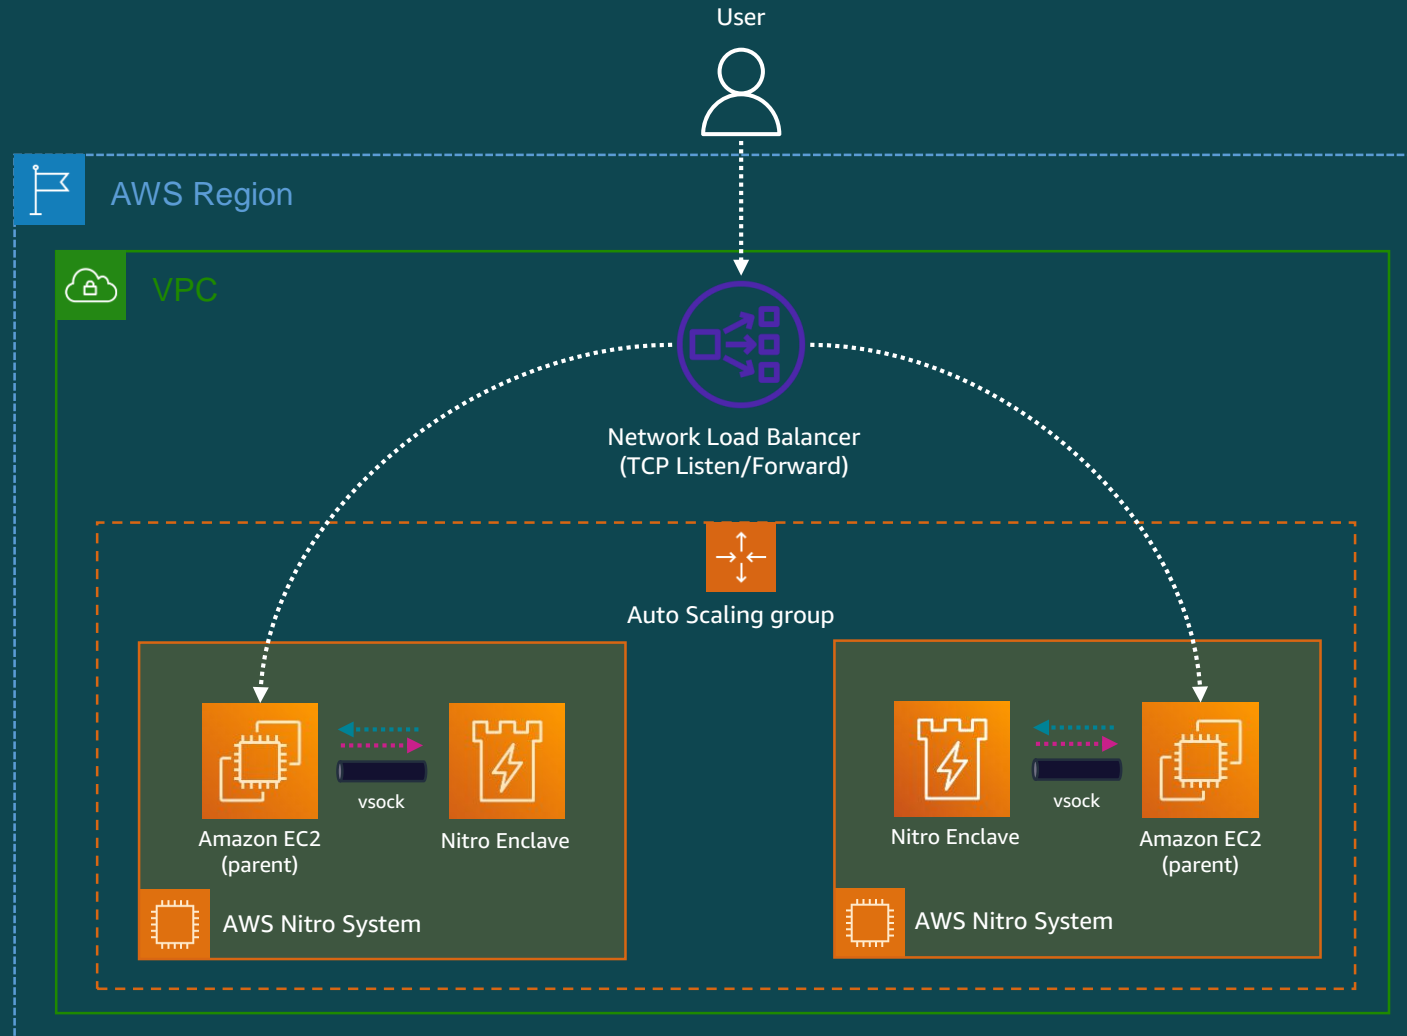 User
AWS Region
VPC
Network Load Balancer
(TCP Listen/Forward)
Auto Scaling group
vsock
Amazon EC2
(parent)
Nitro Enclave
AWS Nitro System
vsock
Nitro Enclave
Amazon EC2
(parent)
AWS Nitro System